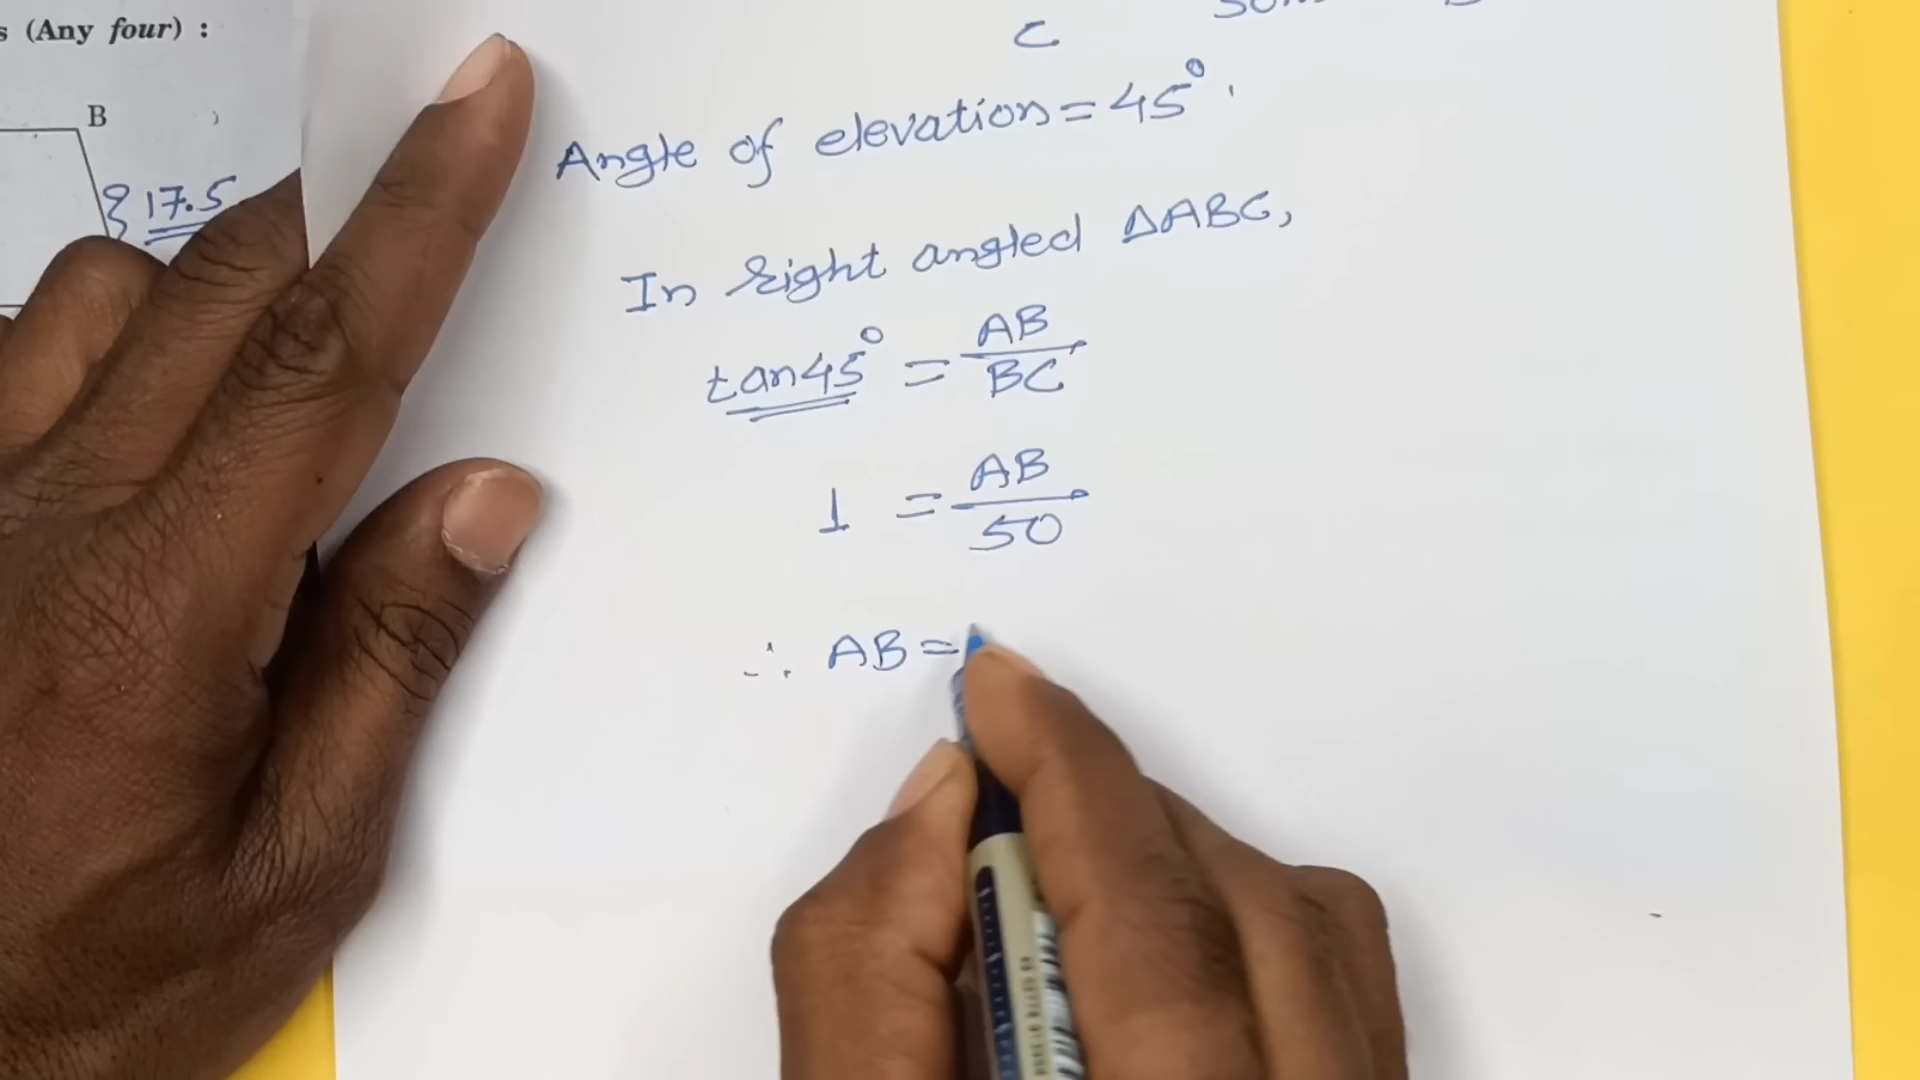 s (Any four) :
B
17.5
C
Angle of elevation = 45°.
In right angled ΔABC,
tan45° = AB/BC
1 = AB/50
∴ AB =